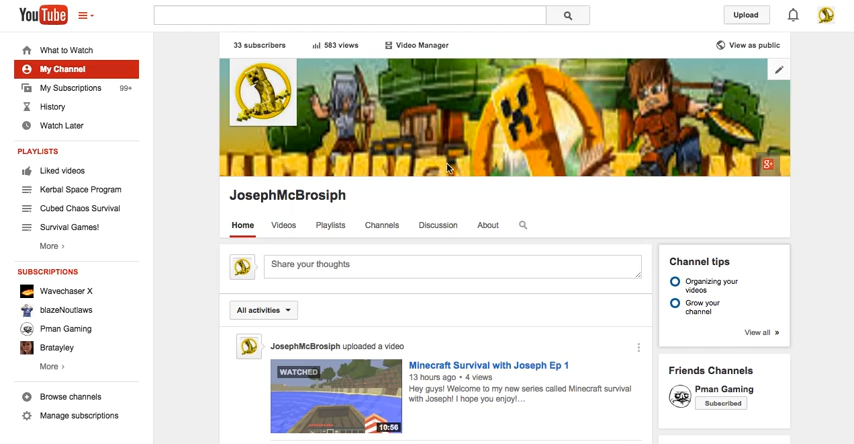 YouTube
Upload
What to Watch
My Channel
My Subscriptions 99+
History
Watch Later
PLAYLISTS
Liked videos
Kerbal Space Program
Cubed Chaos Survival
Survival Games!
More ›
SUBSCRIPTIONS
Wavechaser X
blazeNoutlaws
Pman Gaming
Bratayley
More ›
Browse channels
Manage subscriptions
33 subscribers 583 views Video Manager View as public
g+
JosephMcBrosiph
Home Videos Playlists Channels Discussion About
Share your thoughts
All activities
JosephMcBrosiph uploaded a video
WATCHED
10:56
Minecraft Survival with Joseph Ep 1
13 hours ago • 4 views
Hey guys! Welcome to my new series called Minecraft survival
with Joseph! I hope you enjoy!...
Channel tips
Organizing your
videos
Grow your
channel
View all »
Friends Channels
Pman Gaming
Subscribed